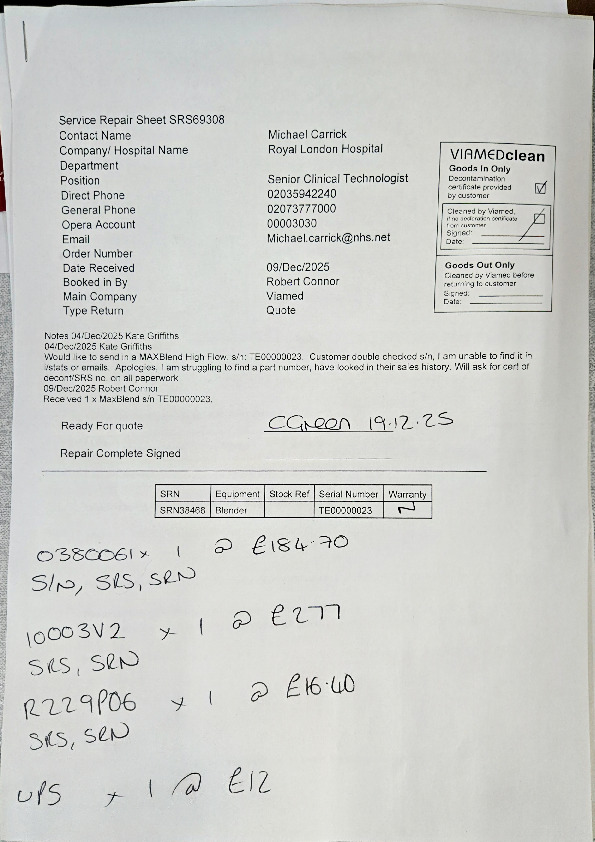 Service Repair Sheet SRS69308
Contact Name Michael Carrick
Company/ Hospital Name Royal London Hospital
Department
Position Senior Clinical Technologist
Direct Phone 02035942240
General Phone 02073777000
Opera Account 00003030
Email Michael.carrick@nhs.net
Order Number
Date Received 09/Dec/2025
Booked in By Robert Connor
Main Company Viamed
Type Return Quote
VIAMEDclean
Goods In Only
Decontamination
certificate provided
by customer
Cleaned by Viamed,
if no declaration certificate
from customer
Signed:
Date:
Goods Out Only
Cleaned by Viamed before
returning to customer
Signed:
Date:
Notes 04/Dec/2025 Kate Griffiths
04/Dec/2025 Kate Griffiths
Would like to send in a MAXBlend High Flow, s/n: TE00000023. Customer double checked s/n, I am unable to find it in
i/stats or emails. Apologies, I am struggling to find a part number, have looked in their sales history. Will ask for cert of
decont/SRS no. on all paperwork
09/Dec/2025 Robert Connor
Received 1 x MaxBlend s/n TE00000023.
Ready For quote CGreen 19.12.25
Repair Complete Signed
SRN Equipment Stock Ref Serial Number Warranty
SRN38466 Blender TE00000023 N
0380061 x 1 @ £184.70
S/N, SRS, SRN
10003V2 x 1 @ £277
SRS, SRN
R229P06 x 1 @ £16.40
SRS, SRN
UPS x 1 @ £12